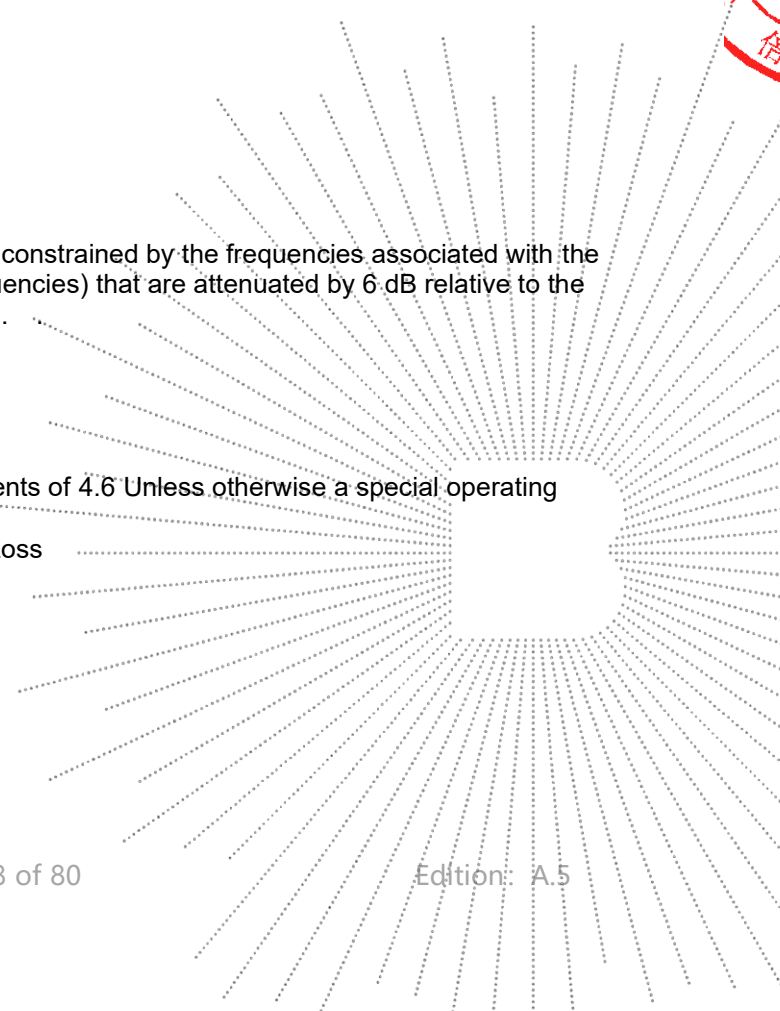 constrained by the frequencies associated with the
uencies) that are attenuated by 6 dB relative to the
.
ents of 4.6 Unless otherwise a special operating
oss
of 80 Edition: A.5